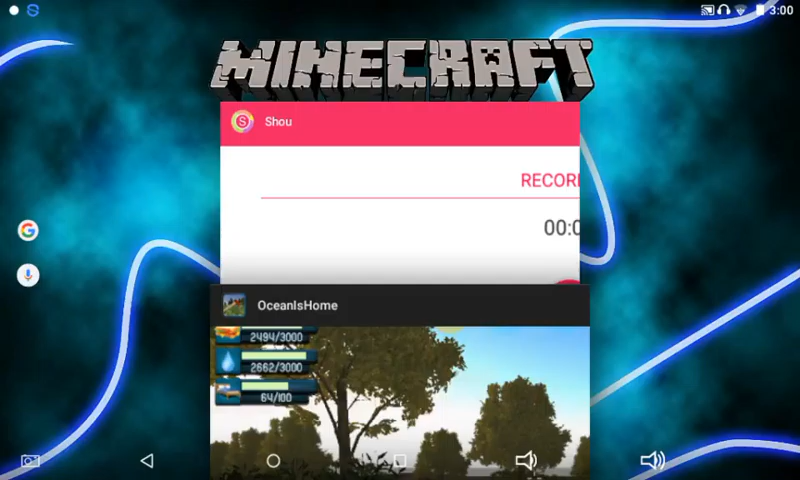 3:00
MINECRAFT
Shou
RECOR
00:0
OceanIsHome
2494/3000
2662/3000
64/100